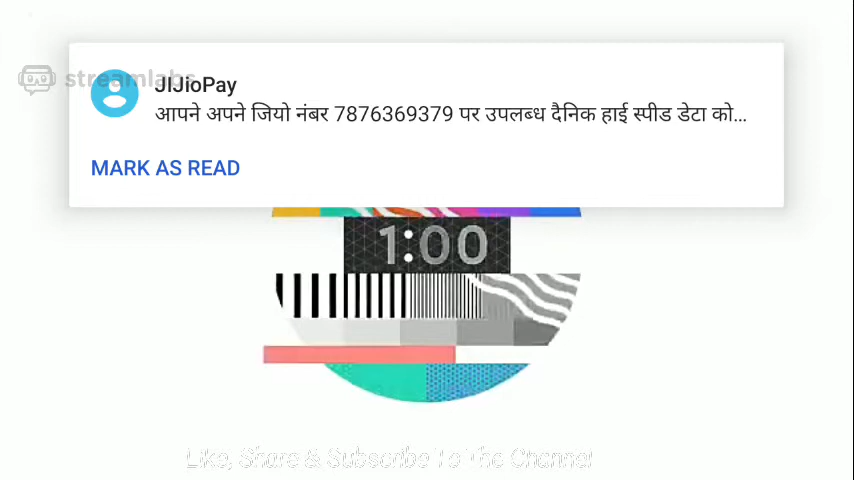 streamlabs
JIJioPay
आपने अपने जियो नंबर 7876369379 पर उपलब्ध दैनिक हाई स्पीड डेटा को...
MARK AS READ
1:00
Like, Share & Subscribe To The Channel